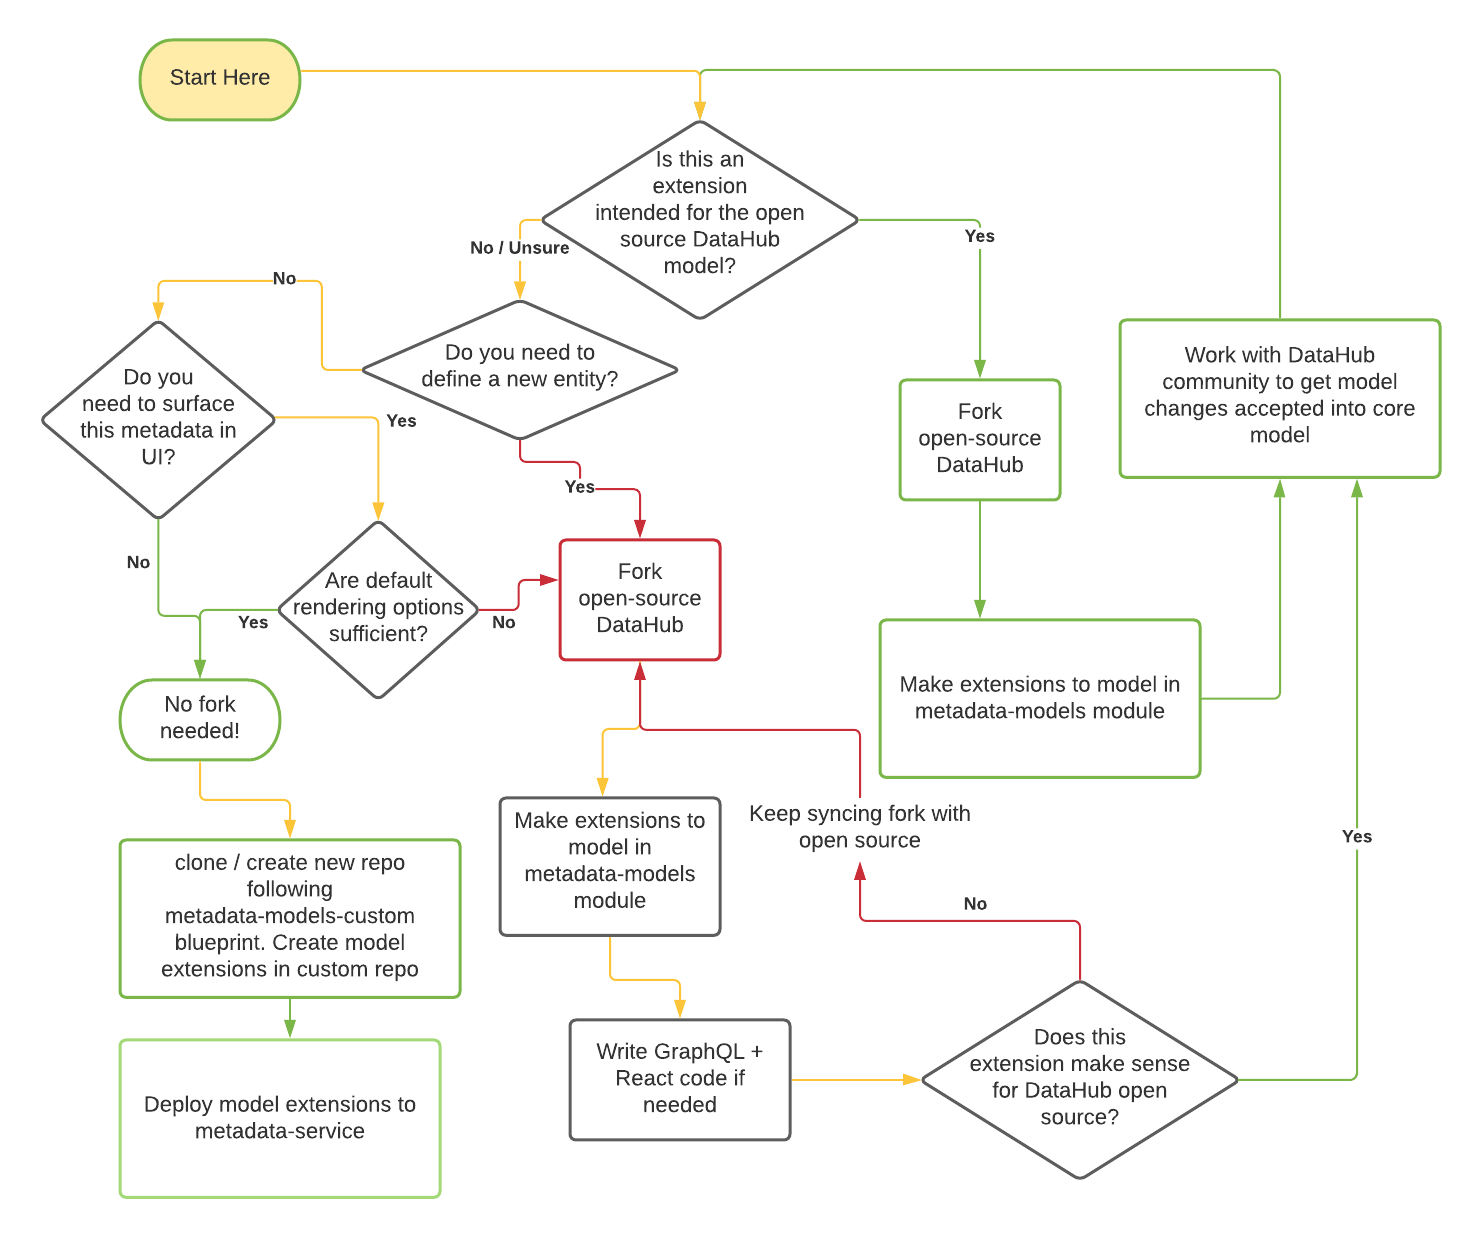 Start Here
Is this an
extension
intended for the open
source DataHub
model?
No / Unsure
Yes
No
Do you need to
define a new entity?
Do you
need to surface
this metadata in
UI?
Yes
Yes
No
Fork
open-source
DataHub
Work with DataHub
community to get model
changes accepted into core
model
Are default
rendering options
sufficient?
Yes
No
Fork
open-source
DataHub
No fork
needed!
Make extensions to model in
metadata-models module
Make extensions to
model in
metadata-models
module
Keep syncing fork with
open source
Yes
clone / create new repo
following
metadata-models-custom
blueprint. Create model
extensions in custom repo
No
Write GraphQL +
React code if
needed
Does this
extension make sense
for DataHub open
source?
Deploy model extensions to
metadata-service